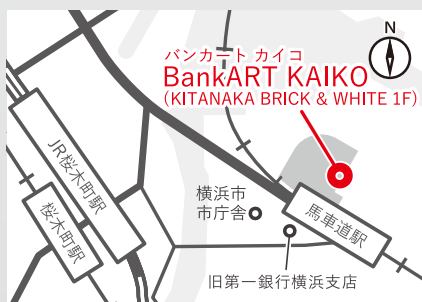 N
バンカート カイコ
BankART KAIKO
(KITANAKA BRICK & WHITE 1F)
JR桜木町駅
桜木町駅
横浜市
市庁舎
馬車道駅
旧第一銀行横浜支店